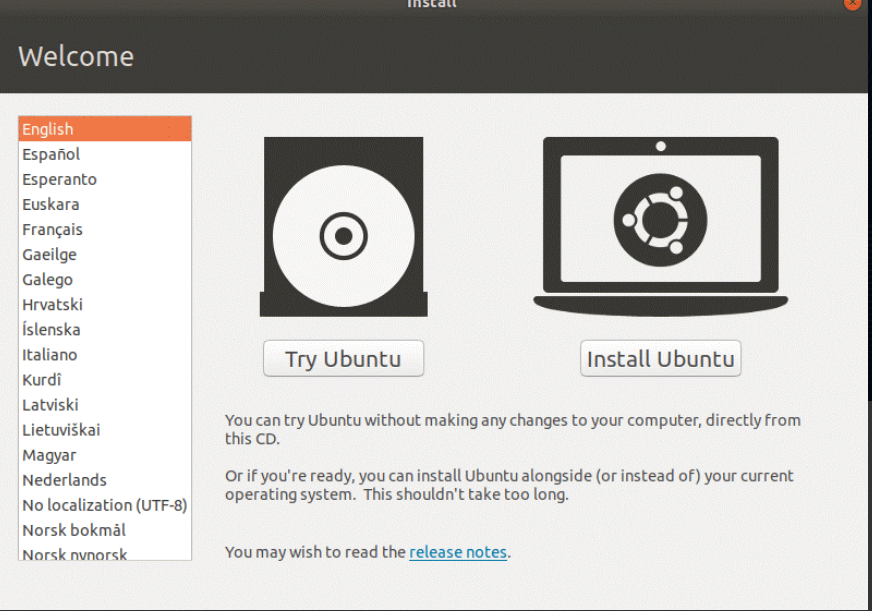 Install
Welcome
English
Español
Esperanto
Euskara
Français
Gaeilge
Galego
Hrvatski
Íslenska
Italiano
Kurdî
Latviski
Lietuviškai
Magyar
Nederlands
No localization (UTF-8)
Norsk bokmål
Norsk nynorsk
Try Ubuntu
Install Ubuntu
You can try Ubuntu without making any changes to your computer, directly from
this CD.
Or if you're ready, you can install Ubuntu alongside (or instead of) your current
operating system. This shouldn't take too long.
You may wish to read the release notes.